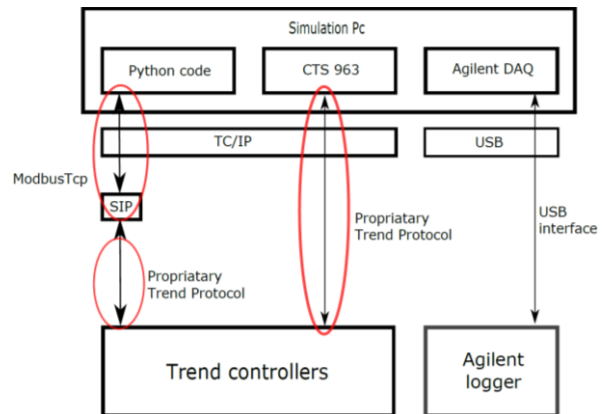 Simulation Pc
Python code
CTS 963
Agilent DAQ
TC/IP
USB
ModbusTcp
SIP
Propriatary
Trend Protocol
USB
interface
Propriatary
Trend Protocol
Trend controllers
Agilent
logger